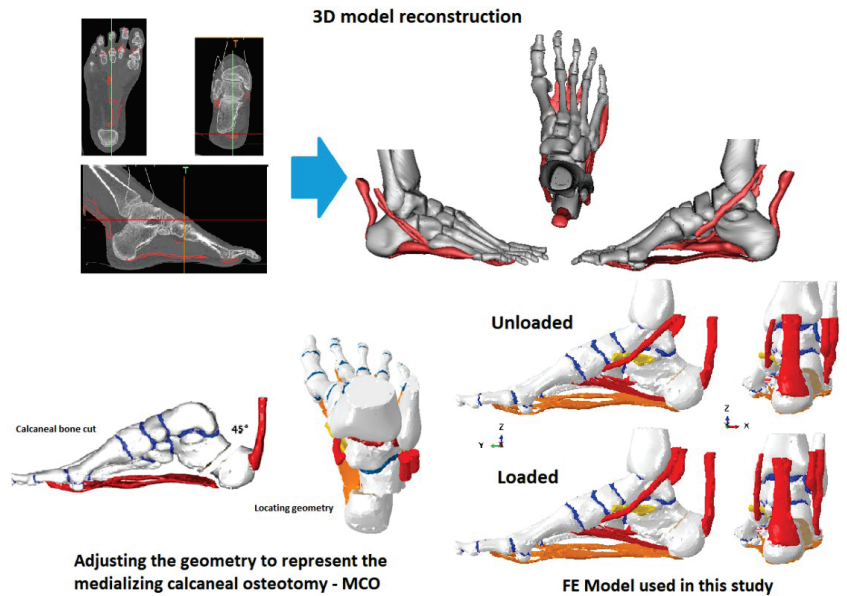 3D model reconstruction
T
T
Unloaded
Z
Y
Z
X
Calcaneal bone cut
45°
Locating geometry
Loaded
Adjusting the geometry to represent the
medializing calcaneal osteotomy - MCO
FE Model used in this study